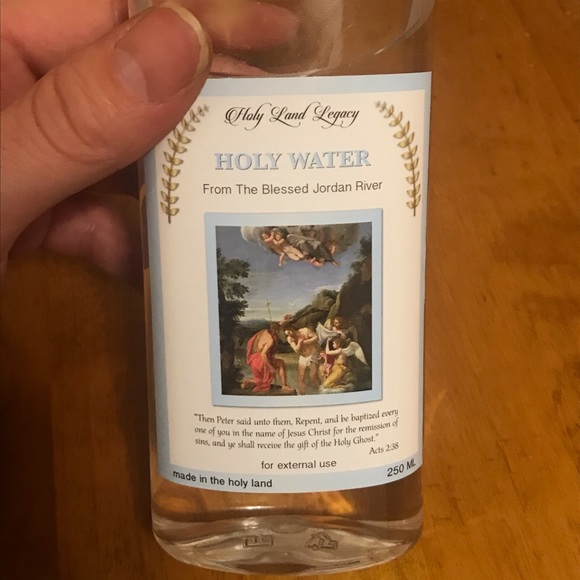 Holy Land Legacy
HOLY WATER
From The Blessed Jordan River
"Then Peter said unto them, Repent, and be baptized every
one of you in the name of Jesus Christ for the remission of
sins, and ye shall receive the gift of the Holy Ghost."
Acts 2:38
for external use
made in the holy land
250 ML